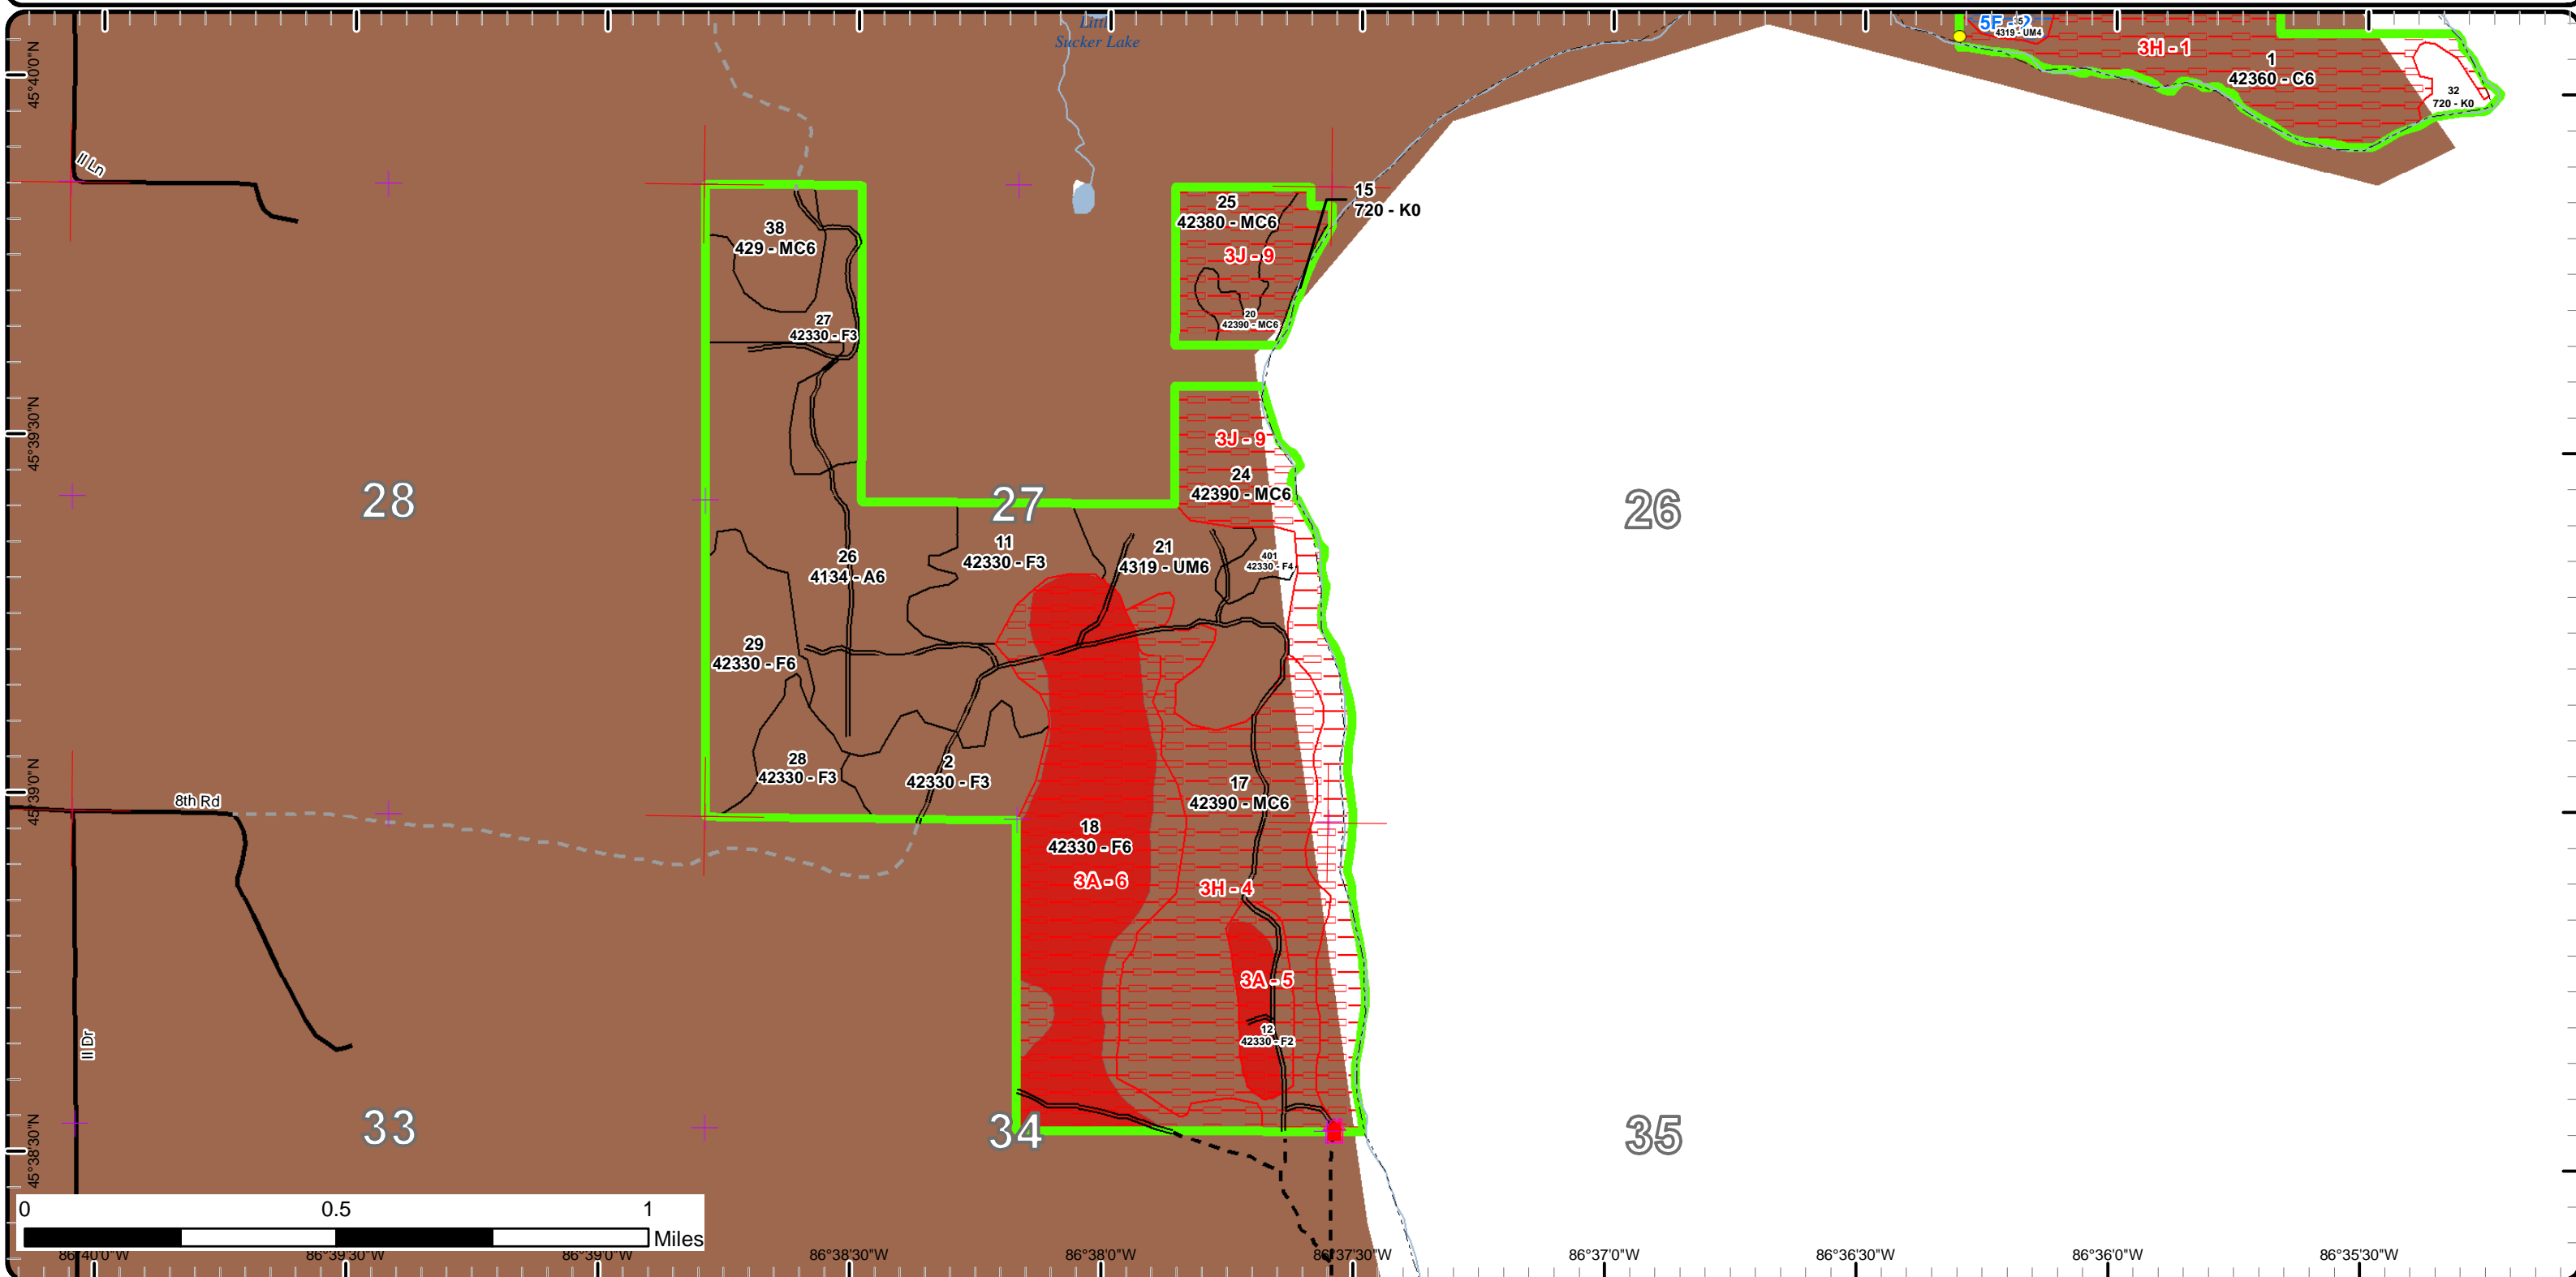 Little
Sucker Lake
5F - 2
4319 - UM4
3H - 1
1
42360 - C6
32
720 - K0
45°40'0"N
II Ln
38
429 - MC6
25
42380 - MC6
3J - 9
15
720 - K0
27
42330 - F3
20
42390 - MC6
45°39'30"N
3J - 9
24
42390 - MC6
28
27
26
26
4134 - A6
11
42330 - F3
21
4319 - UM6
401
42330 - F4
29
42330 - F6
28
42330 - F3
2
42330 - F3
17
42390 - MC6
45°39'0"N
8th Rd
18
42330 - F6
3A - 6
3H - 4
3A - 5
12
42330 - F2
II Dr
33
34
35
45°38'30"N
0 0.5 1
Miles
86°40'0"W 86°39'30"W 86°39'0"W 86°38'30"W 86°38'0"W 86°37'30"W 86°37'0"W 86°36'30"W 86°36'0"W 86°35'30"W